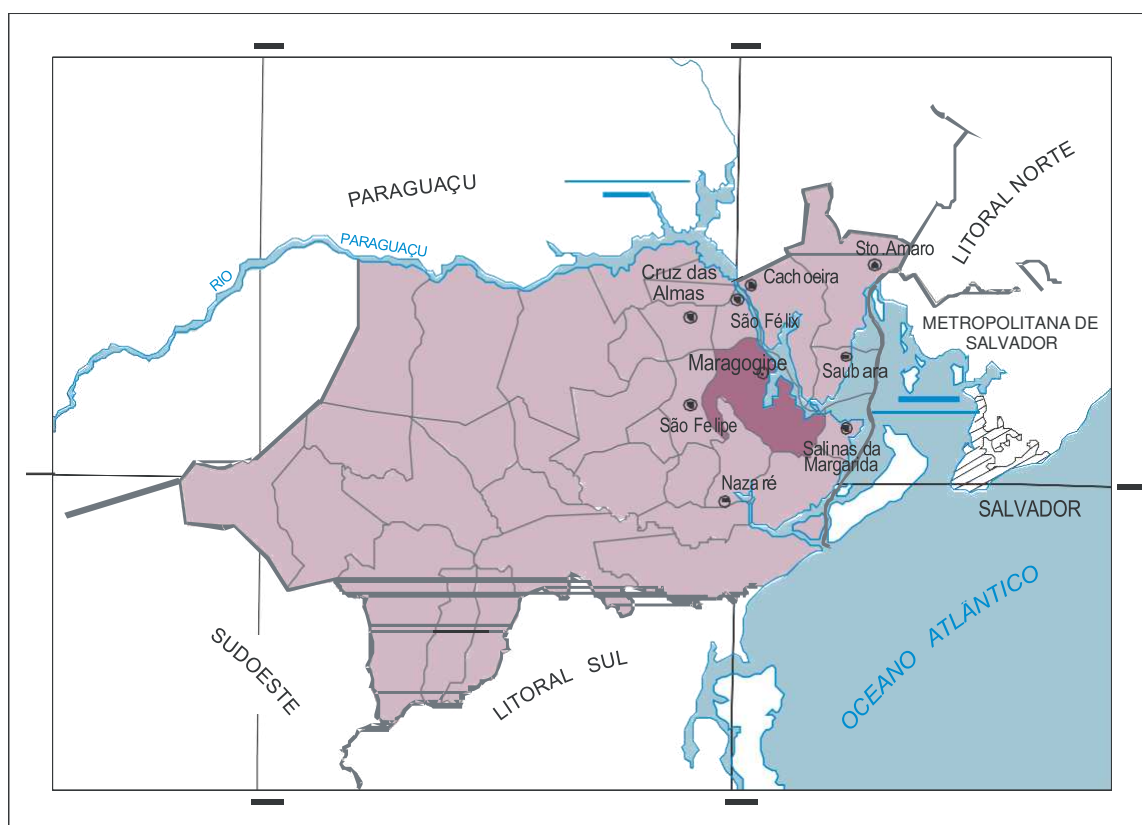 PARAGUAÇU
LITORAL NORTE
RIO
PARAGUAÇU
Sto. Amaro
Cruz das
Almas
Cachoeira
São Félix
METROPOLITANA DE
SALVADOR
Maragogipe
Saubara
São Felipe
Salinas da
Margarida
Nazaré
SALVADOR
OCEANO ATLÂNTICO
SUDOESTE
LITORAL SUL